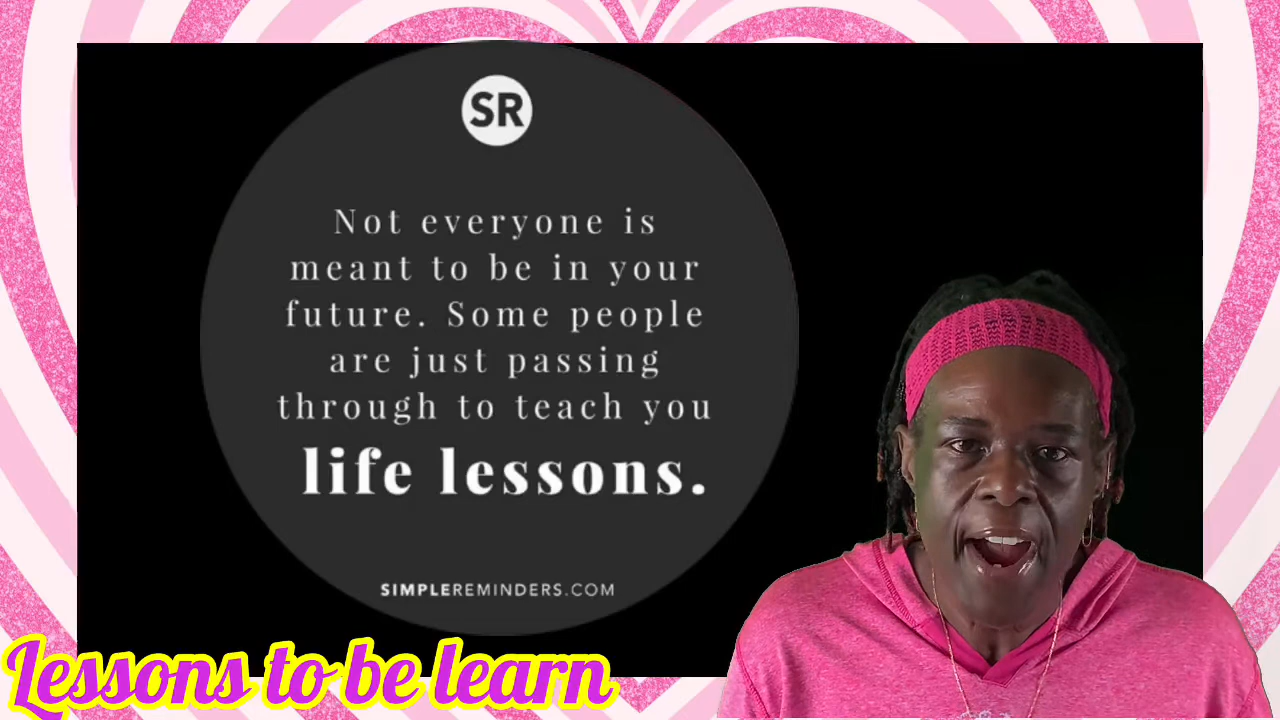 SR
Not everyone is
meant to be in your
future. Some people
are just passing
through to teach you
life lessons.
SIMPLEREMINDERS.COM
Lessons to be learn